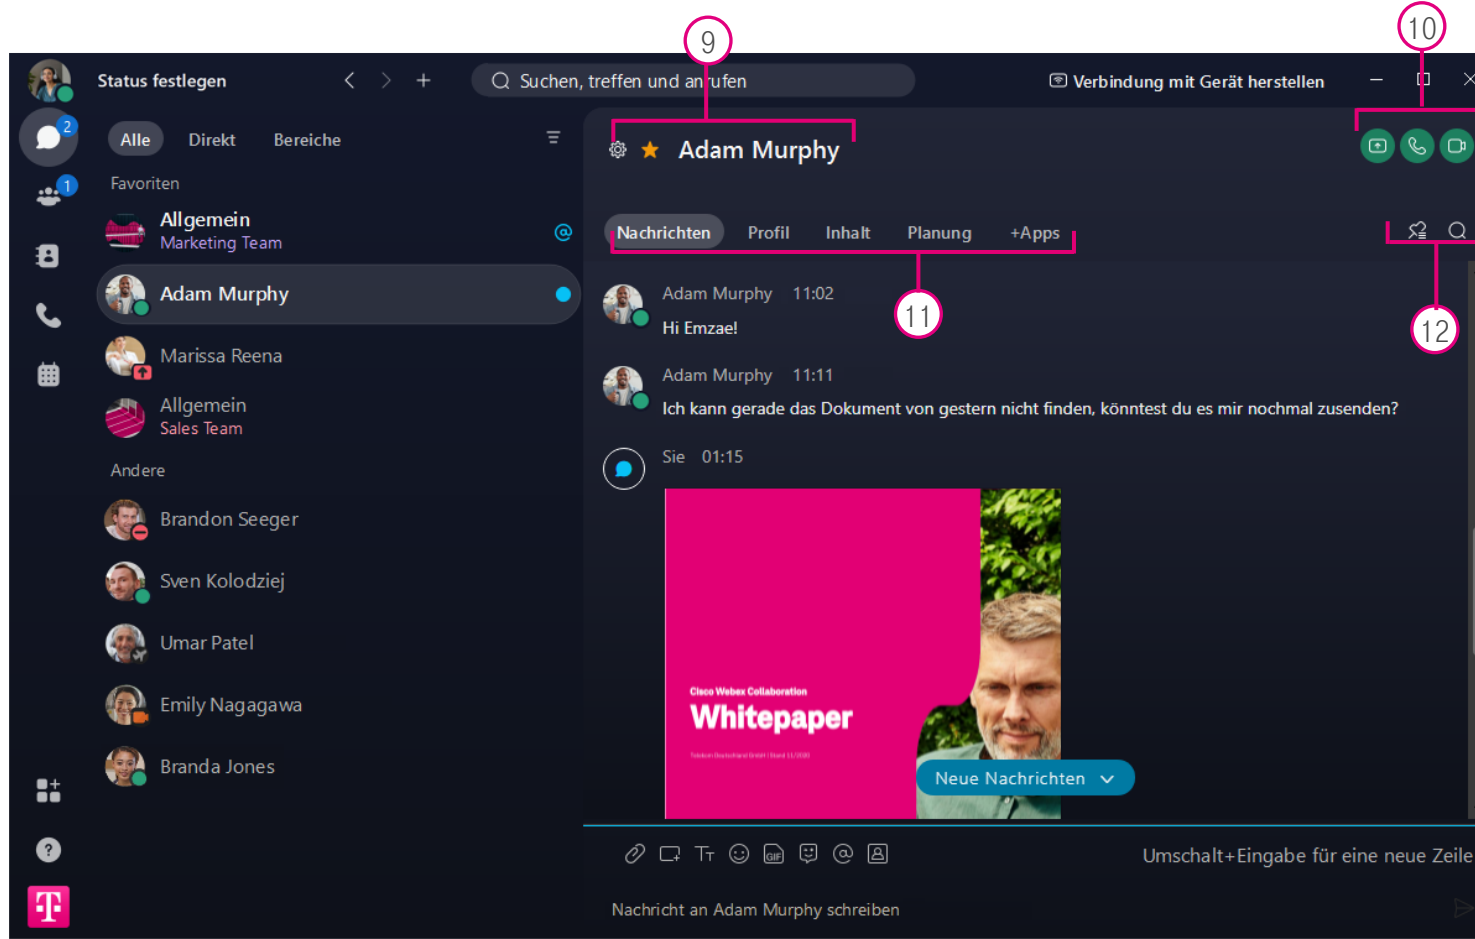 9
10
Status festlegen
Suchen, treffen und anrufen
Verbindung mit Gerät herstellen
2
Alle Direkt Bereiche
Adam Murphy
1
Favoriten
Allgemein
Marketing Team
@
Nachrichten Profil Inhalt Planung +Apps
Adam Murphy
Marissa Reena
Allgemein
Sales Team
Andere
Brandon Seeger
Sven Kolodziej
Umar Patel
Emily Nagagawa
Branda Jones
11
12
Adam Murphy 11:02
Hi Emzae!
Adam Murphy 11:11
Ich kann gerade das Dokument von gestern nicht finden, könntest du es mir nochmal zusenden?
Sie 01:15
Cisco Webex Collaboration
Whitepaper
Neue Nachrichten
?
T
GIF @
Umschalt+Eingabe für eine neue Zeile
Nachricht an Adam Murphy schreiben